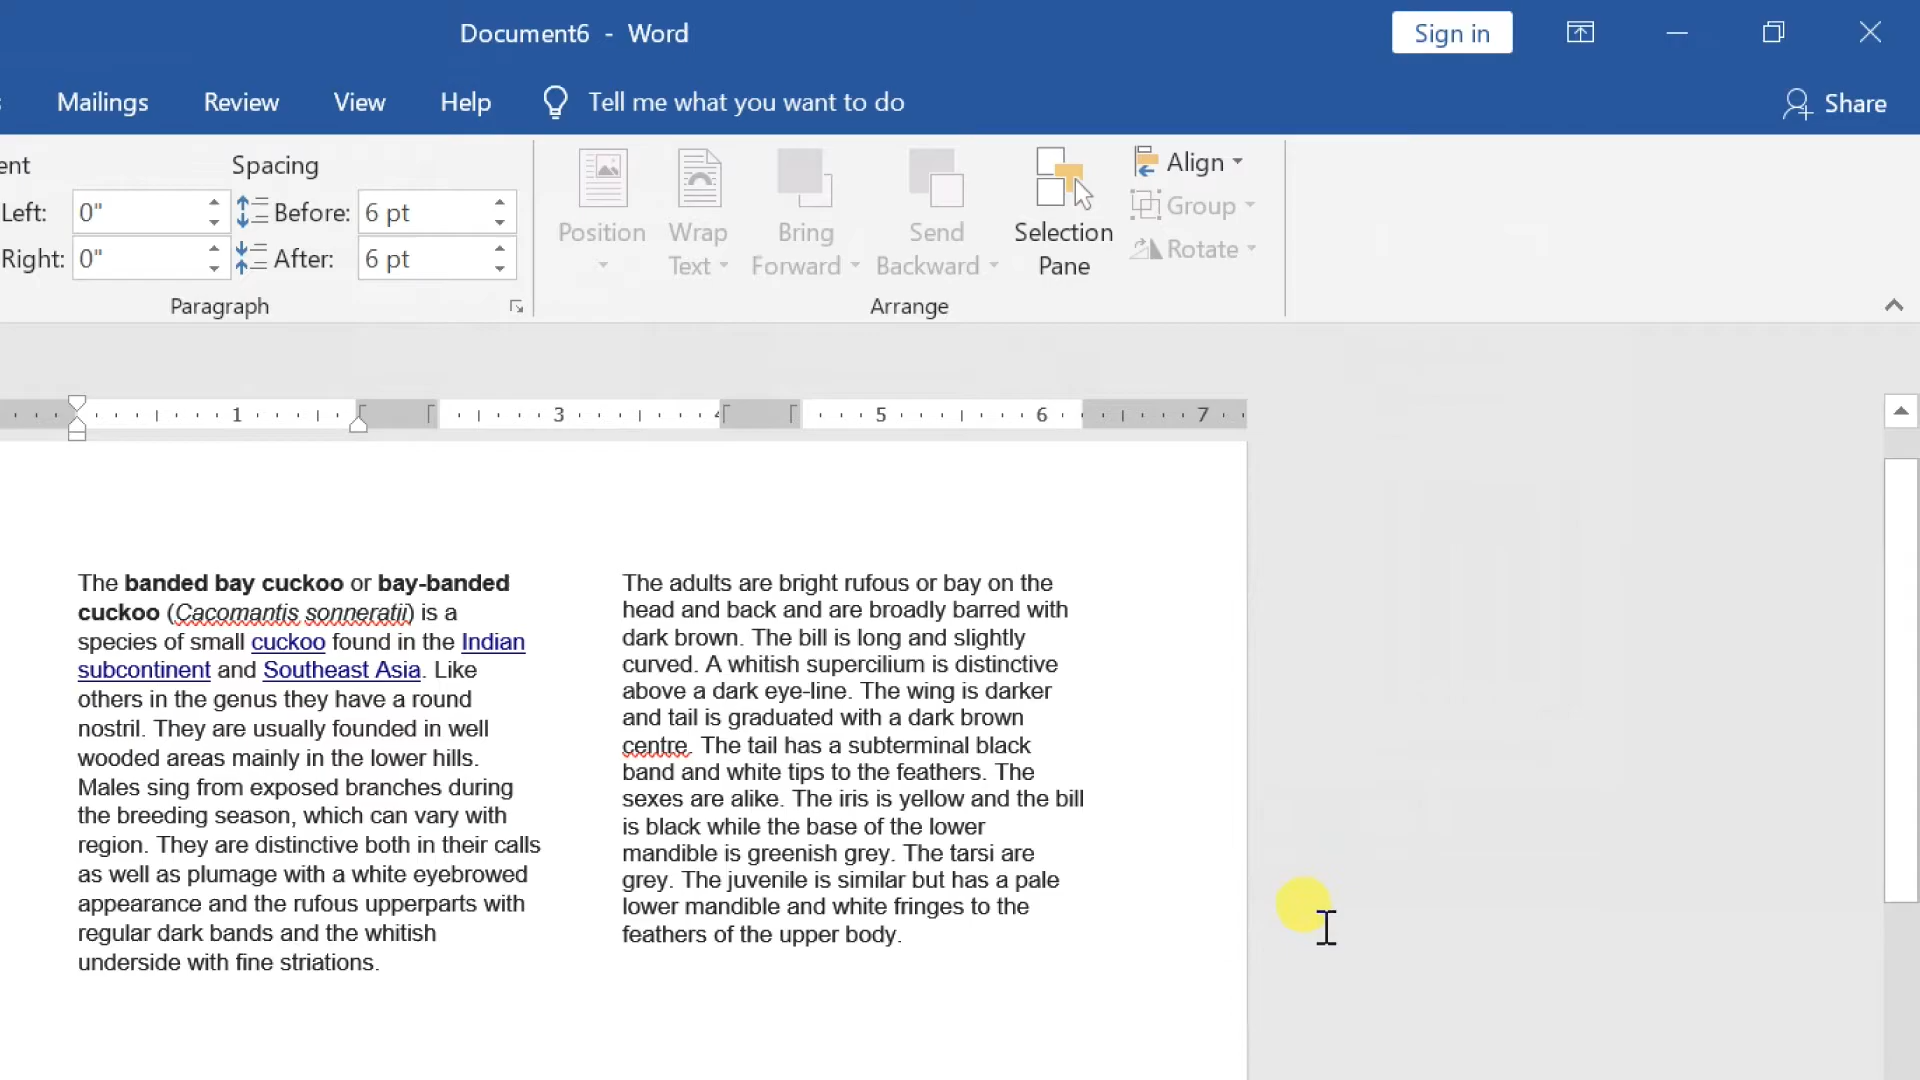 Document6 - Word
Sign in
Mailings Review View Help Tell me what you want to do
Share
ent Spacing
Left: 0" Before: 6 pt
Right: 0" After: 6 pt
Paragraph
Position
Wrap
Text
Bring
Forward
Send
Backward
Selection
Pane
Align
Group
Rotate
Arrange
1 3 4 5 6 7
The banded bay cuckoo or bay-banded
cuckoo (Cacomantis sonneratii) is a
species of small cuckoo found in the Indian
subcontinent and Southeast Asia. Like
others in the genus they have a round
nostril. They are usually founded in well
wooded areas mainly in the lower hills.
Males sing from exposed branches during
the breeding season, which can vary with
region. They are distinctive both in their calls
as well as plumage with a white eyebrowed
appearance and the rufous upperparts with
regular dark bands and the whitish
underside with fine striations.
The adults are bright rufous or bay on the
head and back and are broadly barred with
dark brown. The bill is long and slightly
curved. A whitish supercilium is distinctive
above a dark eye-line. The wing is darker
and tail is graduated with a dark brown
centre. The tail has a subterminal black
band and white tips to the feathers. The
sexes are alike. The iris is yellow and the bill
is black while the base of the lower
mandible is greenish grey. The tarsi are
grey. The juvenile is similar but has a pale
lower mandible and white fringes to the
feathers of the upper body.